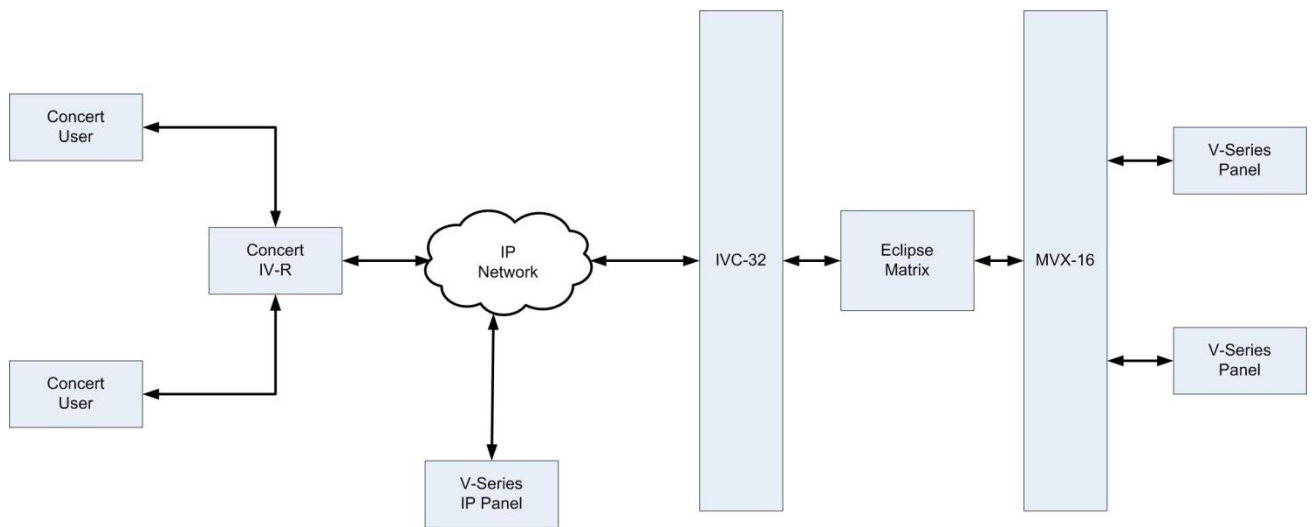 Concert
User
V-Series
Panel
Concert
IV-R
IP
Network
IVC-32
Eclipse
Matrix
MVX-16
Concert
User
V-Series
Panel
V-Series
IP Panel